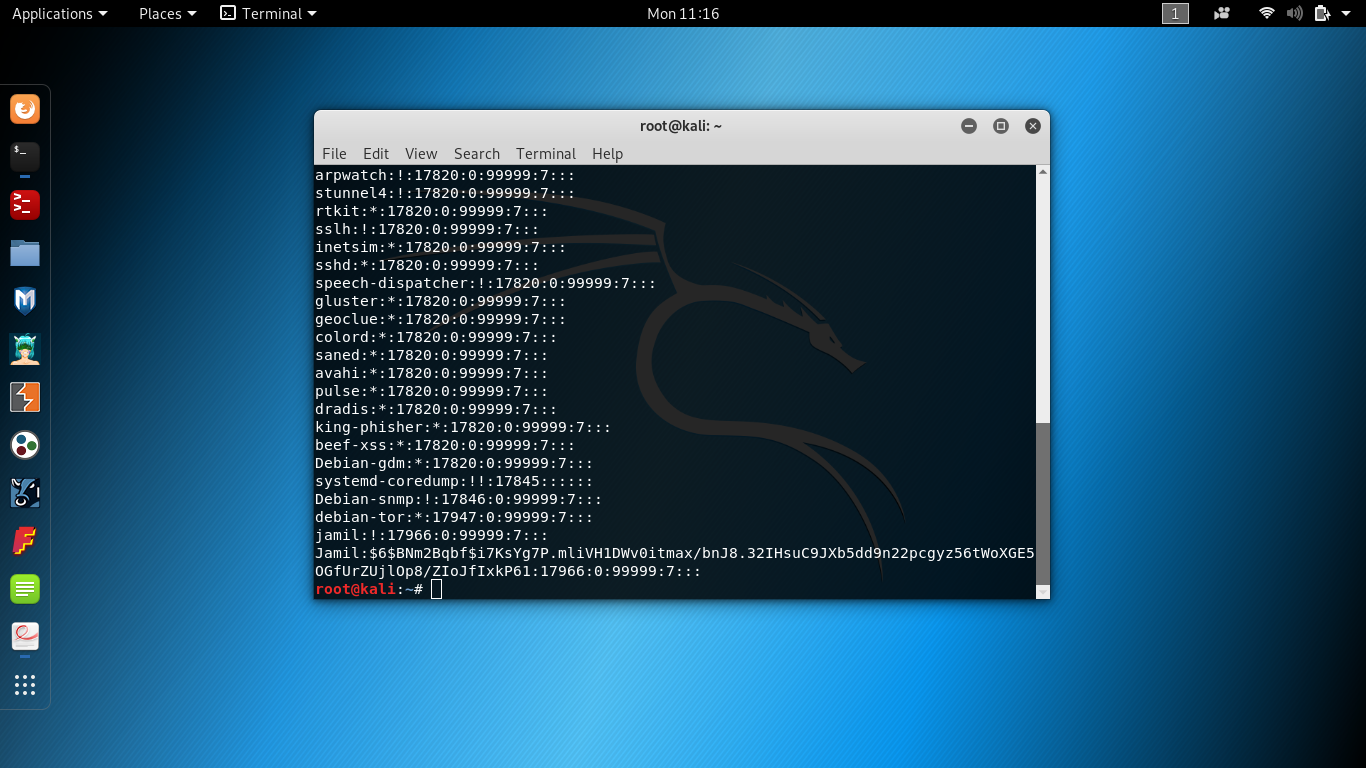 Applications Places Terminal Mon 11:16 1
root@kali: ~
File Edit View Search Terminal Help
arpwatch:!:17820:0:99999:7:::
stunnel4:!:17820:0:99999:7:::
rtkit:*:17820:0:99999:7:::
sslh:!:17820:0:99999:7:::
inetsim:*:17820:0:99999:7:::
sshd:*:17820:0:99999:7:::
speech-dispatcher:!:17820:0:99999:7:::
gluster:*:17820:0:99999:7:::
geoclue:*:17820:0:99999:7:::
colord:*:17820:0:99999:7:::
saned:*:17820:0:99999:7:::
avahi:*:17820:0:99999:7:::
pulse:*:17820:0:99999:7:::
dradis:*:17820:0:99999:7:::
king-phisher:*:17820:0:99999:7:::
beef-xss:*:17820:0:99999:7:::
Debian-gdm:*:17820:0:99999:7:::
systemd-coredump:!!:17845::::::
Debian-snmp:!:17846:0:99999:7:::
debian-tor:*:17947:0:99999:7:::
jamil:!:17966:0:99999:7:::
Jamil:$6$BNm2Bqbf$i7KsYg7P.mliVH1DWv0itmax/bnJ8.32IHsuC9JXb5dd9n22pcgyz56tWoXGE5
OGfUrZUjlOp8/ZIoJfIxkP61:17966:0:99999:7:::
root@kali:~#